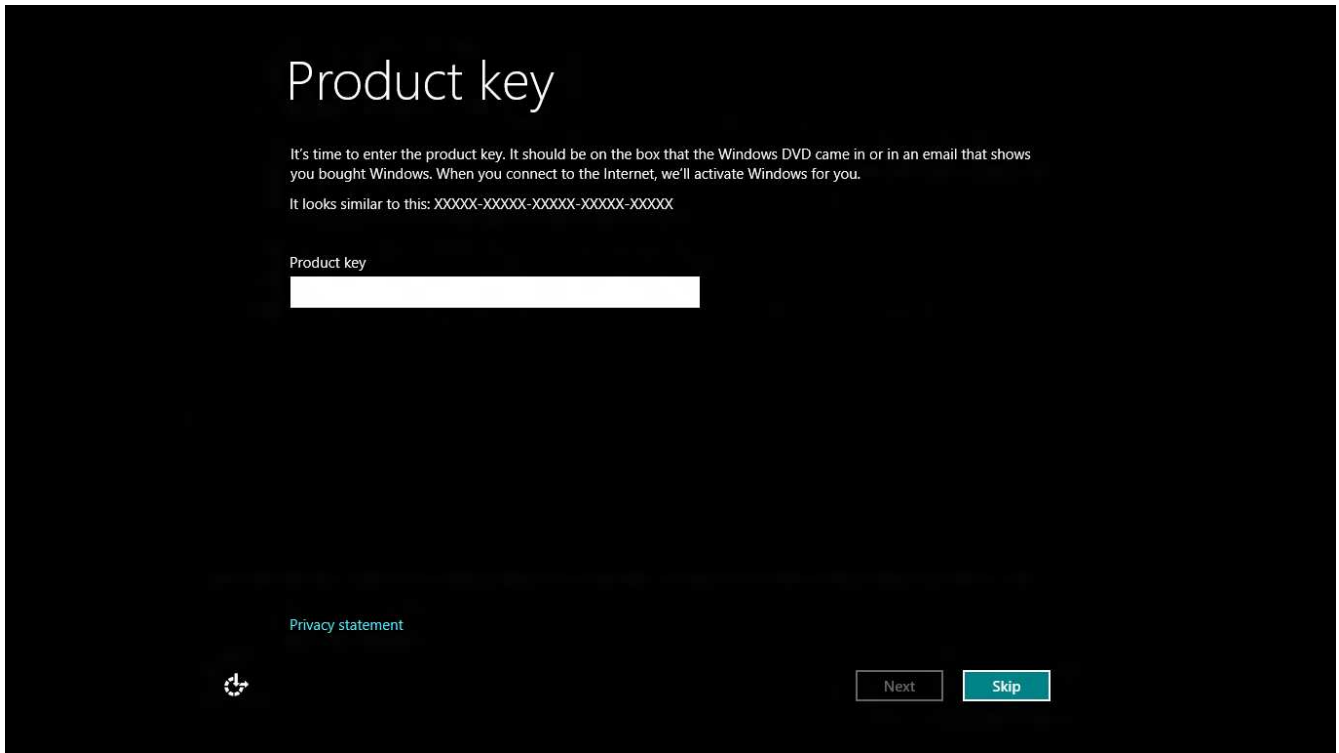 Product key
It's time to enter the product key. It should be on the box that the Windows DVD came in or in an email that shows
you bought Windows. When you connect to the Internet, we'll activate Windows for you.
It looks similar to this: XXXXX-XXXXX-XXXXX-XXXXX-XXXXX
Product key
Privacy statement
Next
Skip